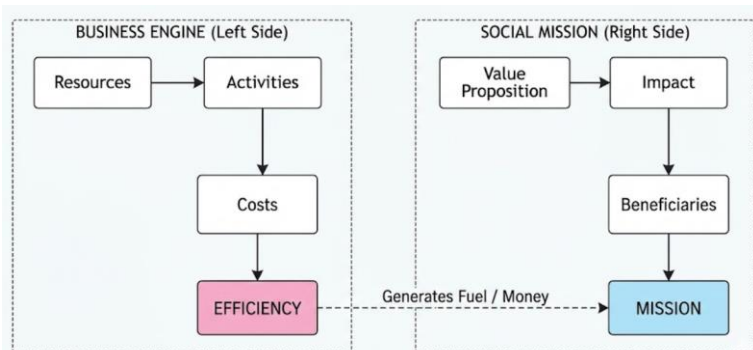 BUSINESS ENGINE (Left Side)
Resources
Activities
Costs
EFFICIENCY
Generates Fuel / Money
SOCIAL MISSION (Right Side)
Value
Proposition
Impact
Beneficiaries
MISSION